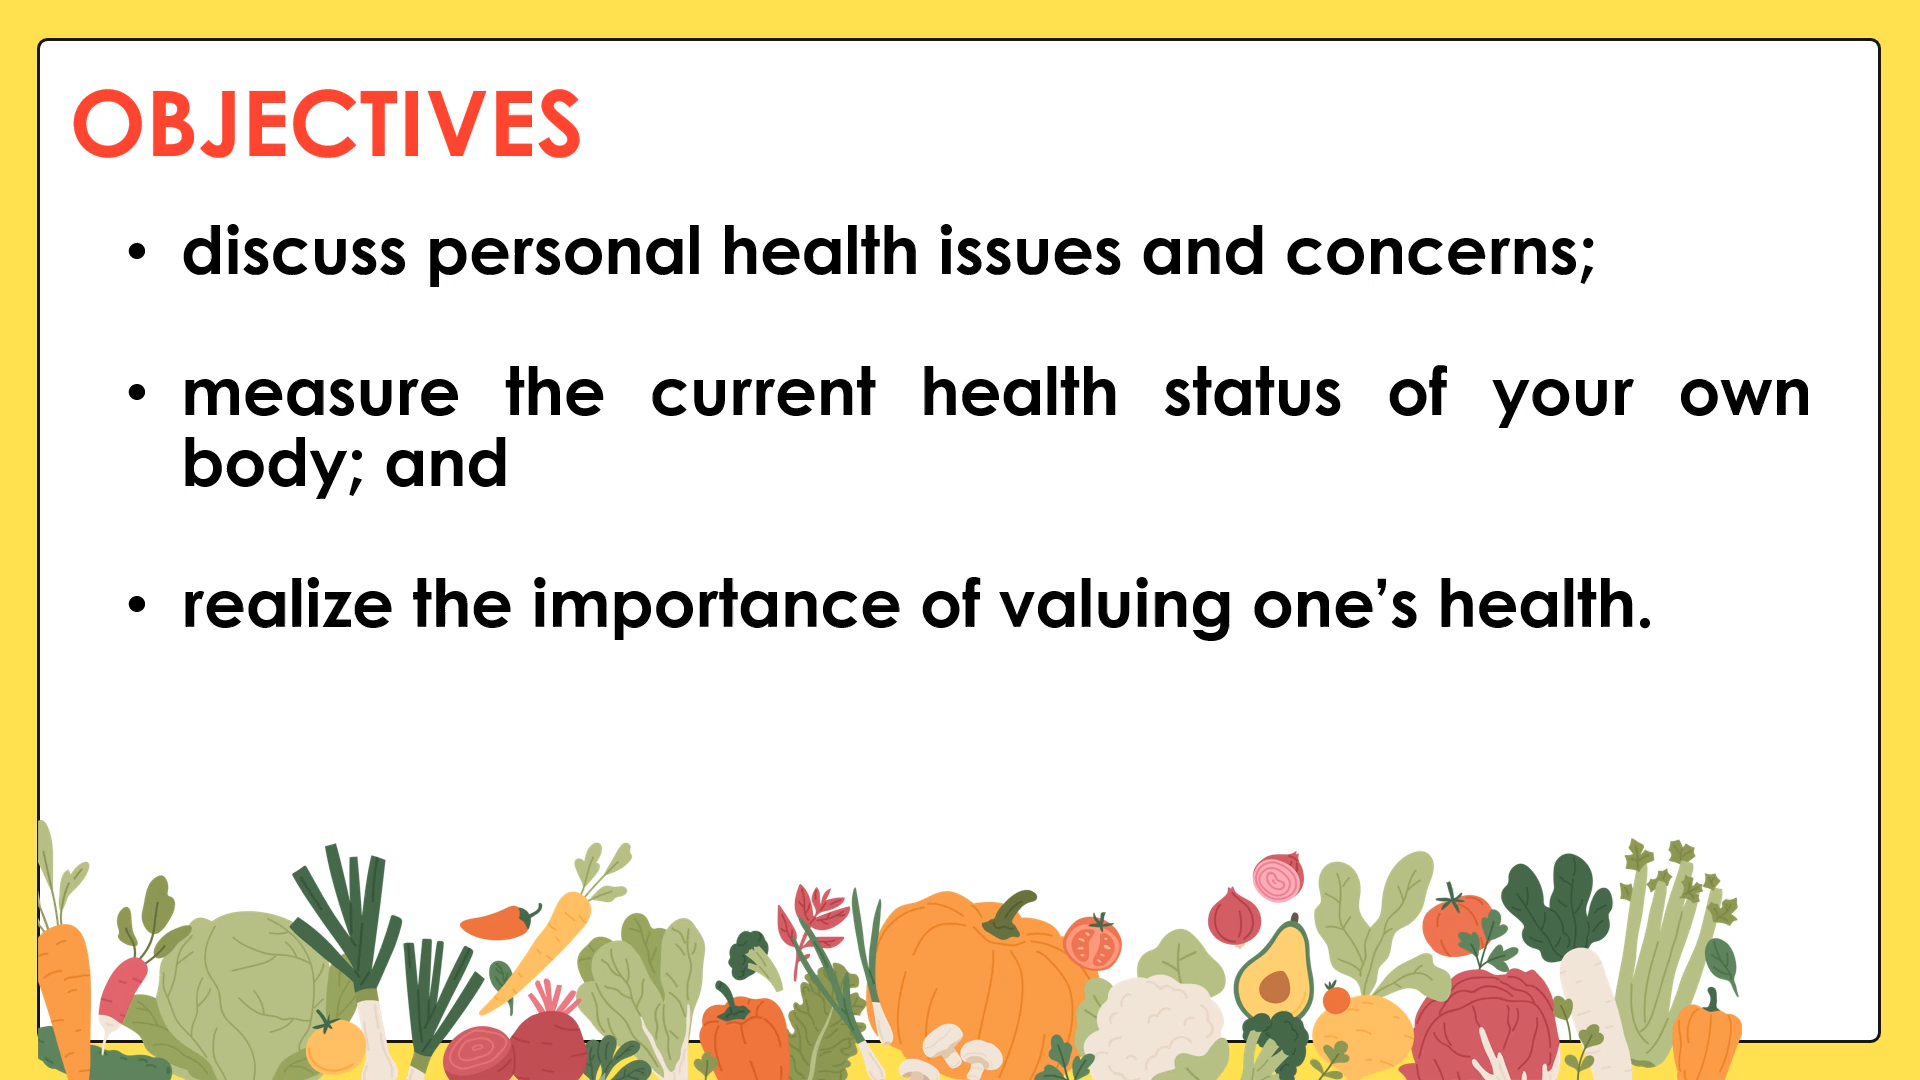 OBJECTIVES
• discuss personal health issues and concerns;
• measure the current health status of your own
body; and
• realize the importance of valuing one’s health.